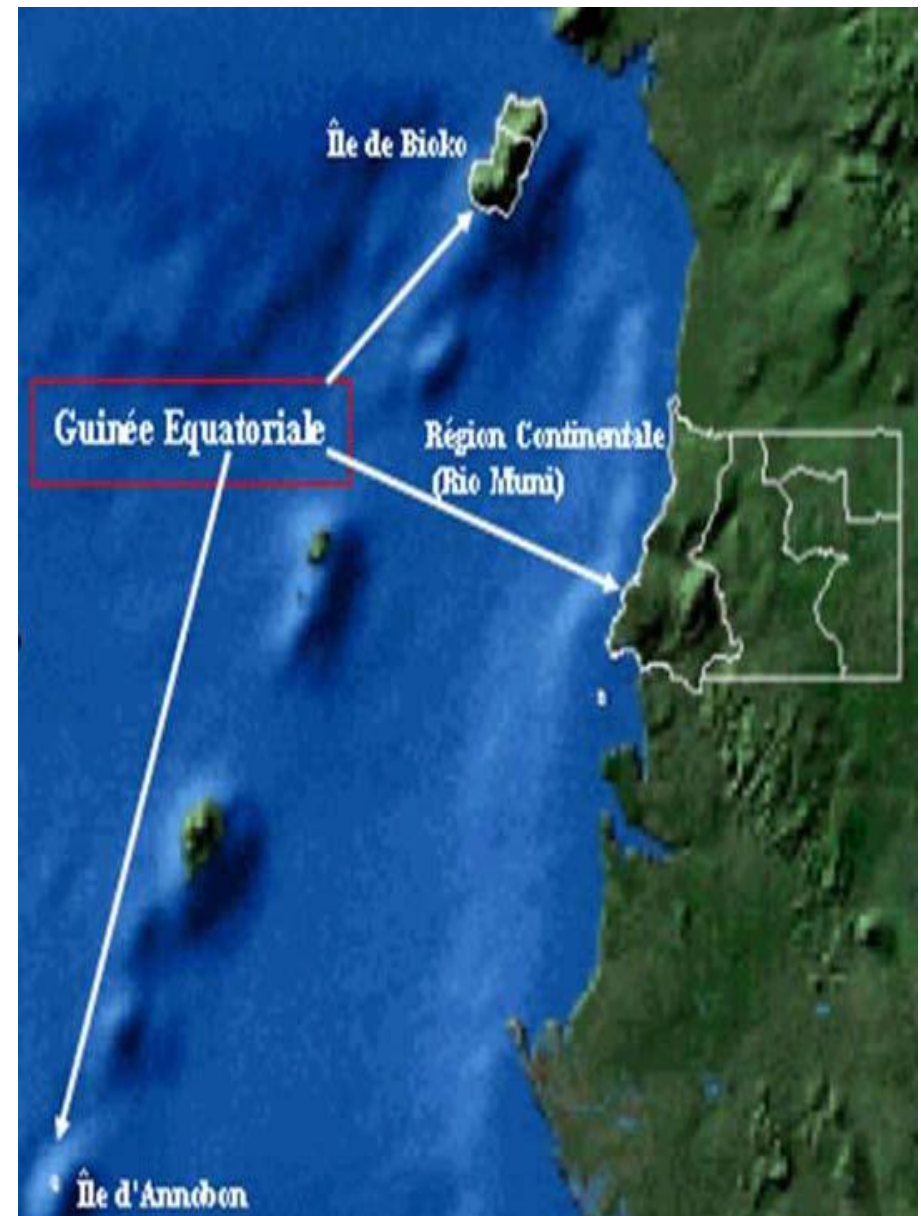 Île de Bioko
Guinée Equatoriale
Région Continentale
(Rio Muni)
Île d'Annobon